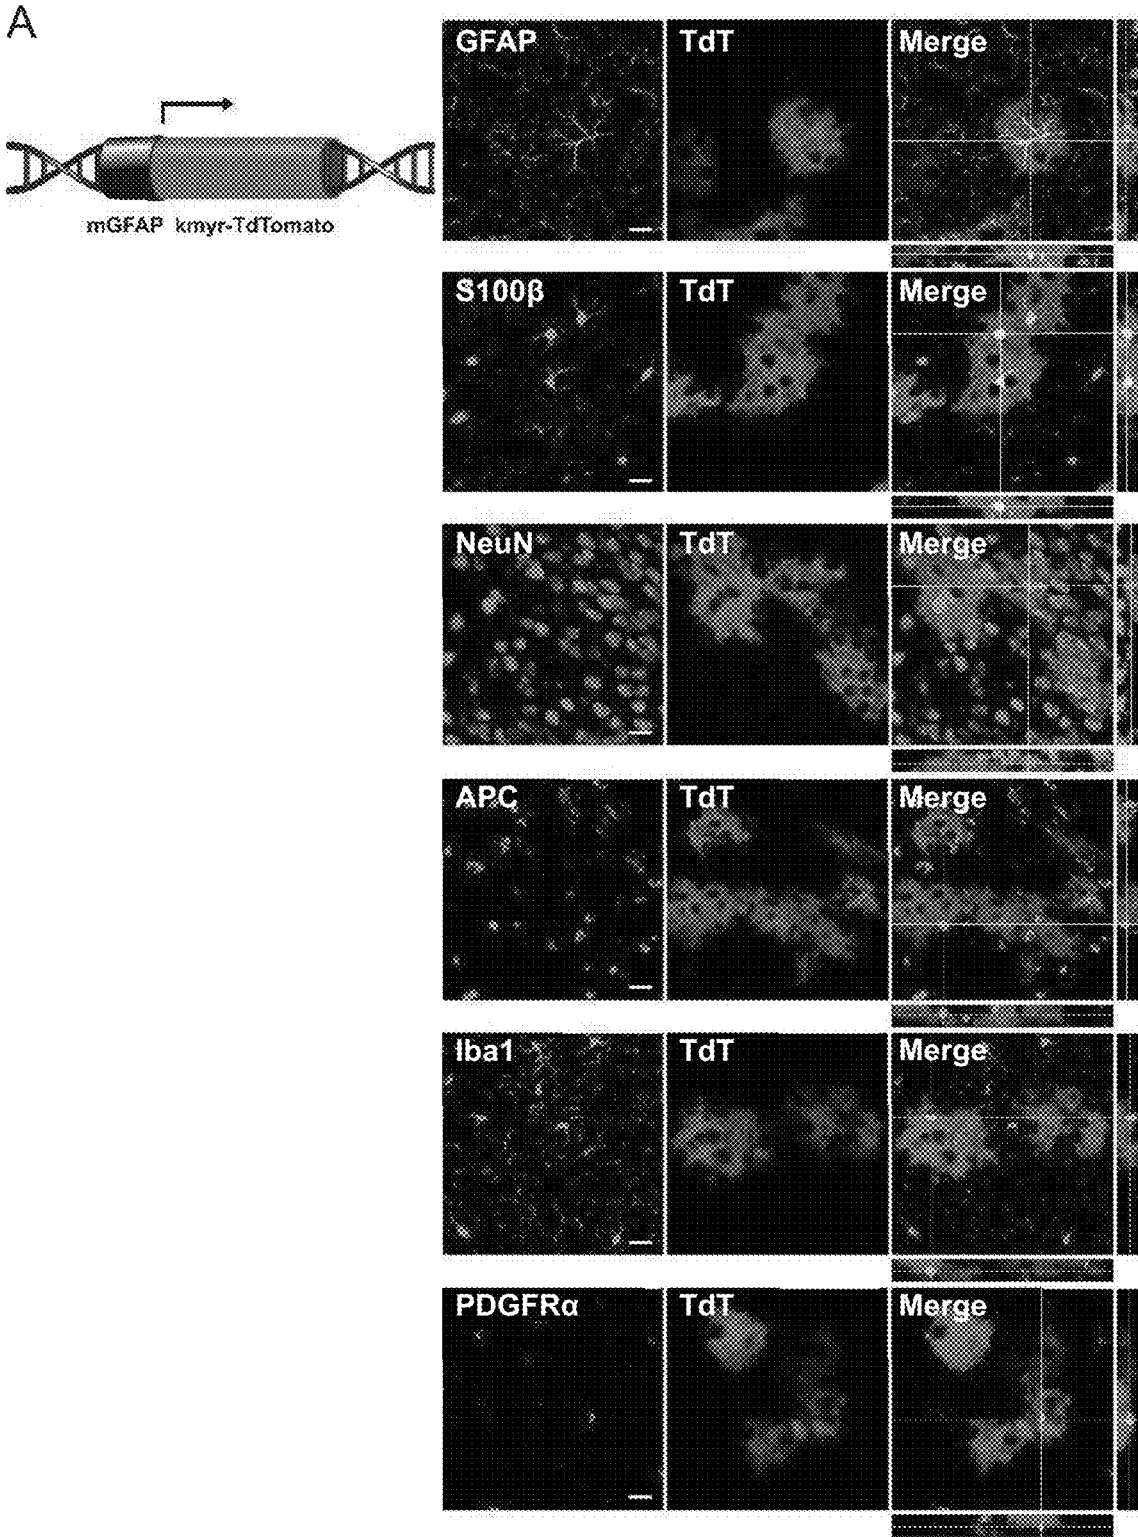 A
mGFAP kmyr-TdTomato
GFAP TdT Merge
S100β TdT Merge
NeuN TdT Merge
APC TdT Merge
Iba1 TdT Merge
PDGFRα TdT Merge